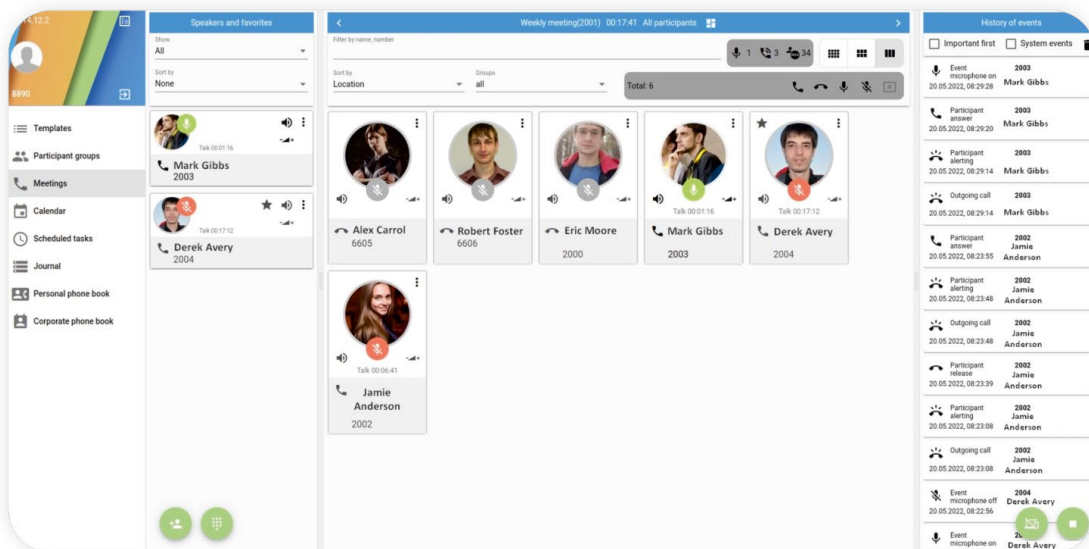 14.12.2
En
8890
Templates
Participant groups
Meetings
Calendar
Scheduled tasks
Journal
Personal phone book
Corporate phone book
Speakers and favorites
Show
All
Sort by
None
Talk 00:01:16
Mark Gibbs
2003
Talk 00:17:12
Derek Avery
2004
Weekly meeting(2001) 00:17:41 All participants
Filter by name, number
1 3 34
Sort by
Location
Groups
all
Total: 6
Alex Carrol
6605
Robert Foster
6606
Eric Moore
2000
Talk 00:01:16
Mark Gibbs
2003
Talk 00:17:12
Derek Avery
2004
Talk 00:06:41
Jamie
Anderson
2002
History of events
Important first System events
Event
microphone on
20.05.2022, 08:29:28
2003
Mark Gibbs
Participant
answer
20.05.2022, 08:29:20
2003
Mark Gibbs
Participant
alerting
20.05.2022, 08:29:14
2003
Mark Gibbs
Outgoing call
20.05.2022, 08:29:14
2003
Mark Gibbs
Participant
answer
20.05.2022, 08:23:55
2002
Jamie
Anderson
Participant
alerting
20.05.2022, 08:23:48
2002
Jamie
Anderson
Outgoing call
20.05.2022, 08:23:48
2002
Jamie
Anderson
Participant
release
20.05.2022, 08:23:39
2002
Jamie
Anderson
Participant
alerting
20.05.2022, 08:23:08
2002
Jamie
Anderson
Outgoing call
20.05.2022, 08:23:08
2002
Jamie
Anderson
Event
microphone off
20.05.2022, 08:22:56
2004
Derek Avery
Event
microphone on
Derek Avery